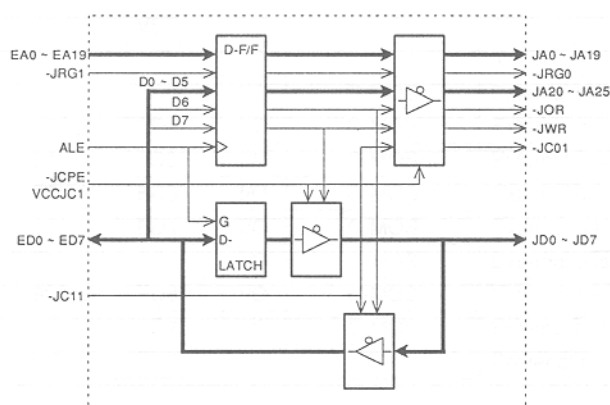 EA0 ~ EA19
-JRG1
D0 ~ D5
D6
D7
ALE
-JCPE
VCCJC1
ED0 ~ ED7
-JC11
D-F/F
G
D-
LATCH
JA0 ~ JA19
-JRG0
JA20 ~ JA25
-JOR
-JWR
-JC01
JD0 ~ JD7